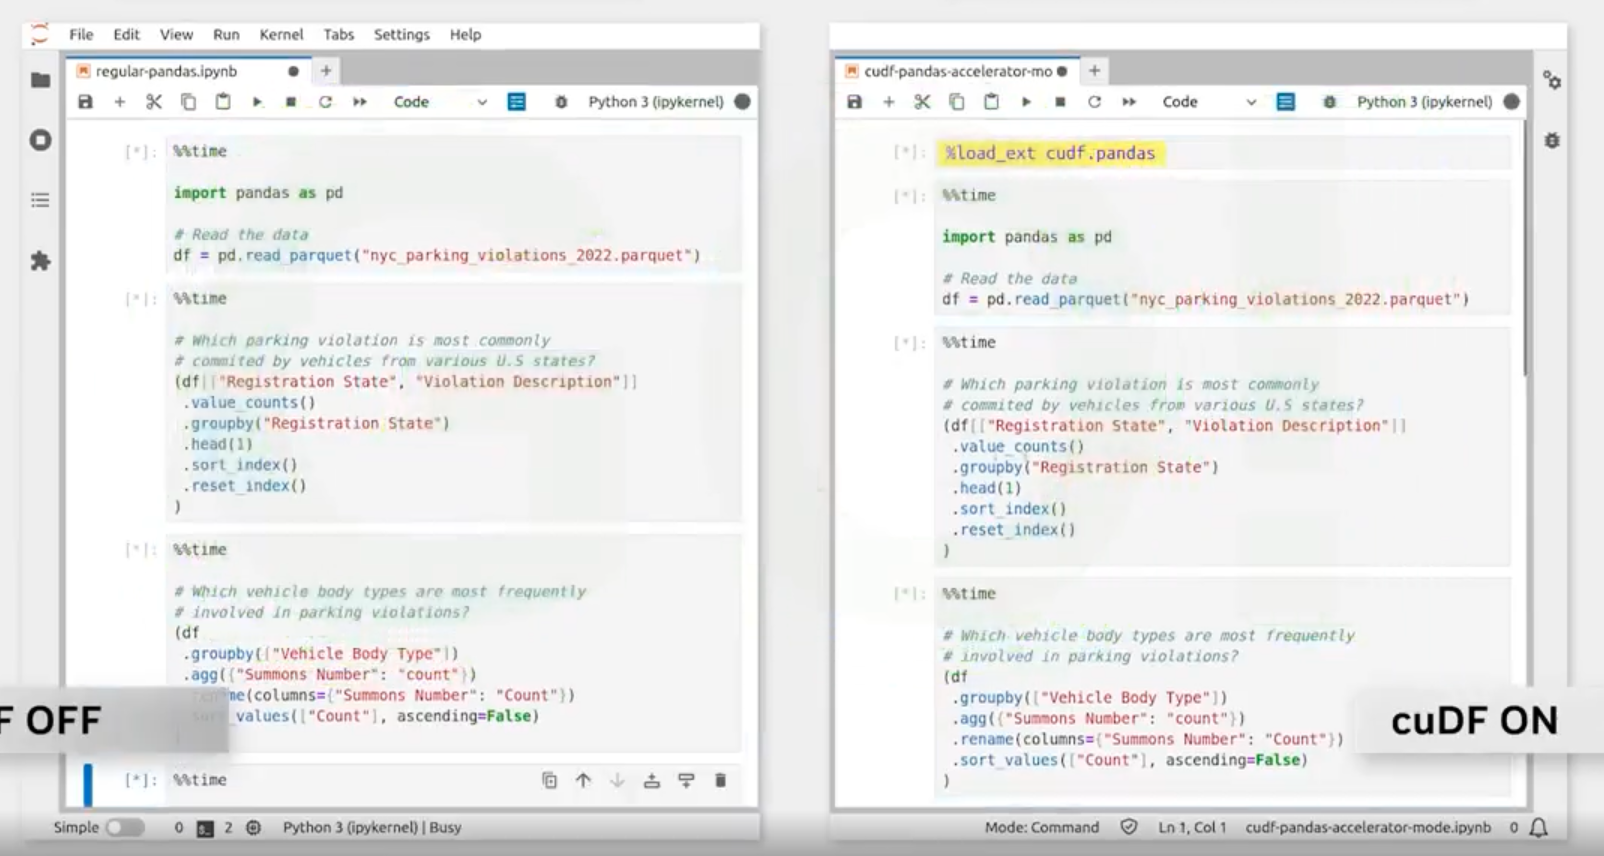 File Edit View Run Kernel Tabs Settings Help
regular-pandas.ipynb
Code Python 3 (ipykernel)
[*]: %%time
import pandas as pd
# Read the data
df = pd.read_parquet("nyc_parking_violations_2022.parquet")
[*]: %%time
# Which parking violation is most commonly
# commited by vehicles from various U.S states?
(df[["Registration State", "Violation Description"]]
.value_counts()
.groupby("Registration State")
.head(1)
.sort_index()
.reset_index()
)
[*]: %%time
# Which vehicle body types are most frequently
# involved in parking violations?
(df
.groupby(["Vehicle Body Type"])
.agg({"Summons Number": "count"})
.rename(columns={"Summons Number": "Count"})
.sort_values(["Count"], ascending=False)
[*]: %%time
F OFF
Simple 0 2 Python 3 (ipykernel) | Busy
cudf-pandas-accelerator-mo
Code Python 3 (ipykernel)
[*]: %load_ext cudf.pandas
[*]: %%time
import pandas as pd
# Read the data
df = pd.read_parquet("nyc_parking_violations_2022.parquet")
[*]: %%time
# Which parking violation is most commonly
# commited by vehicles from various U.S states?
(df[["Registration State", "Violation Description"]]
.value_counts()
.groupby("Registration State")
.head(1)
.sort_index()
.reset_index()
)
[*]: %%time
# Which vehicle body types are most frequently
# involved in parking violations?
(df
.groupby(["Vehicle Body Type"])
.agg({"Summons Number": "count"})
.rename(columns={"Summons Number": "Count"})
.sort_values(["Count"], ascending=False)
)
cuDF ON
Mode: Command Ln 1, Col 1 cudf-pandas-accelerator-mode.ipynb 0